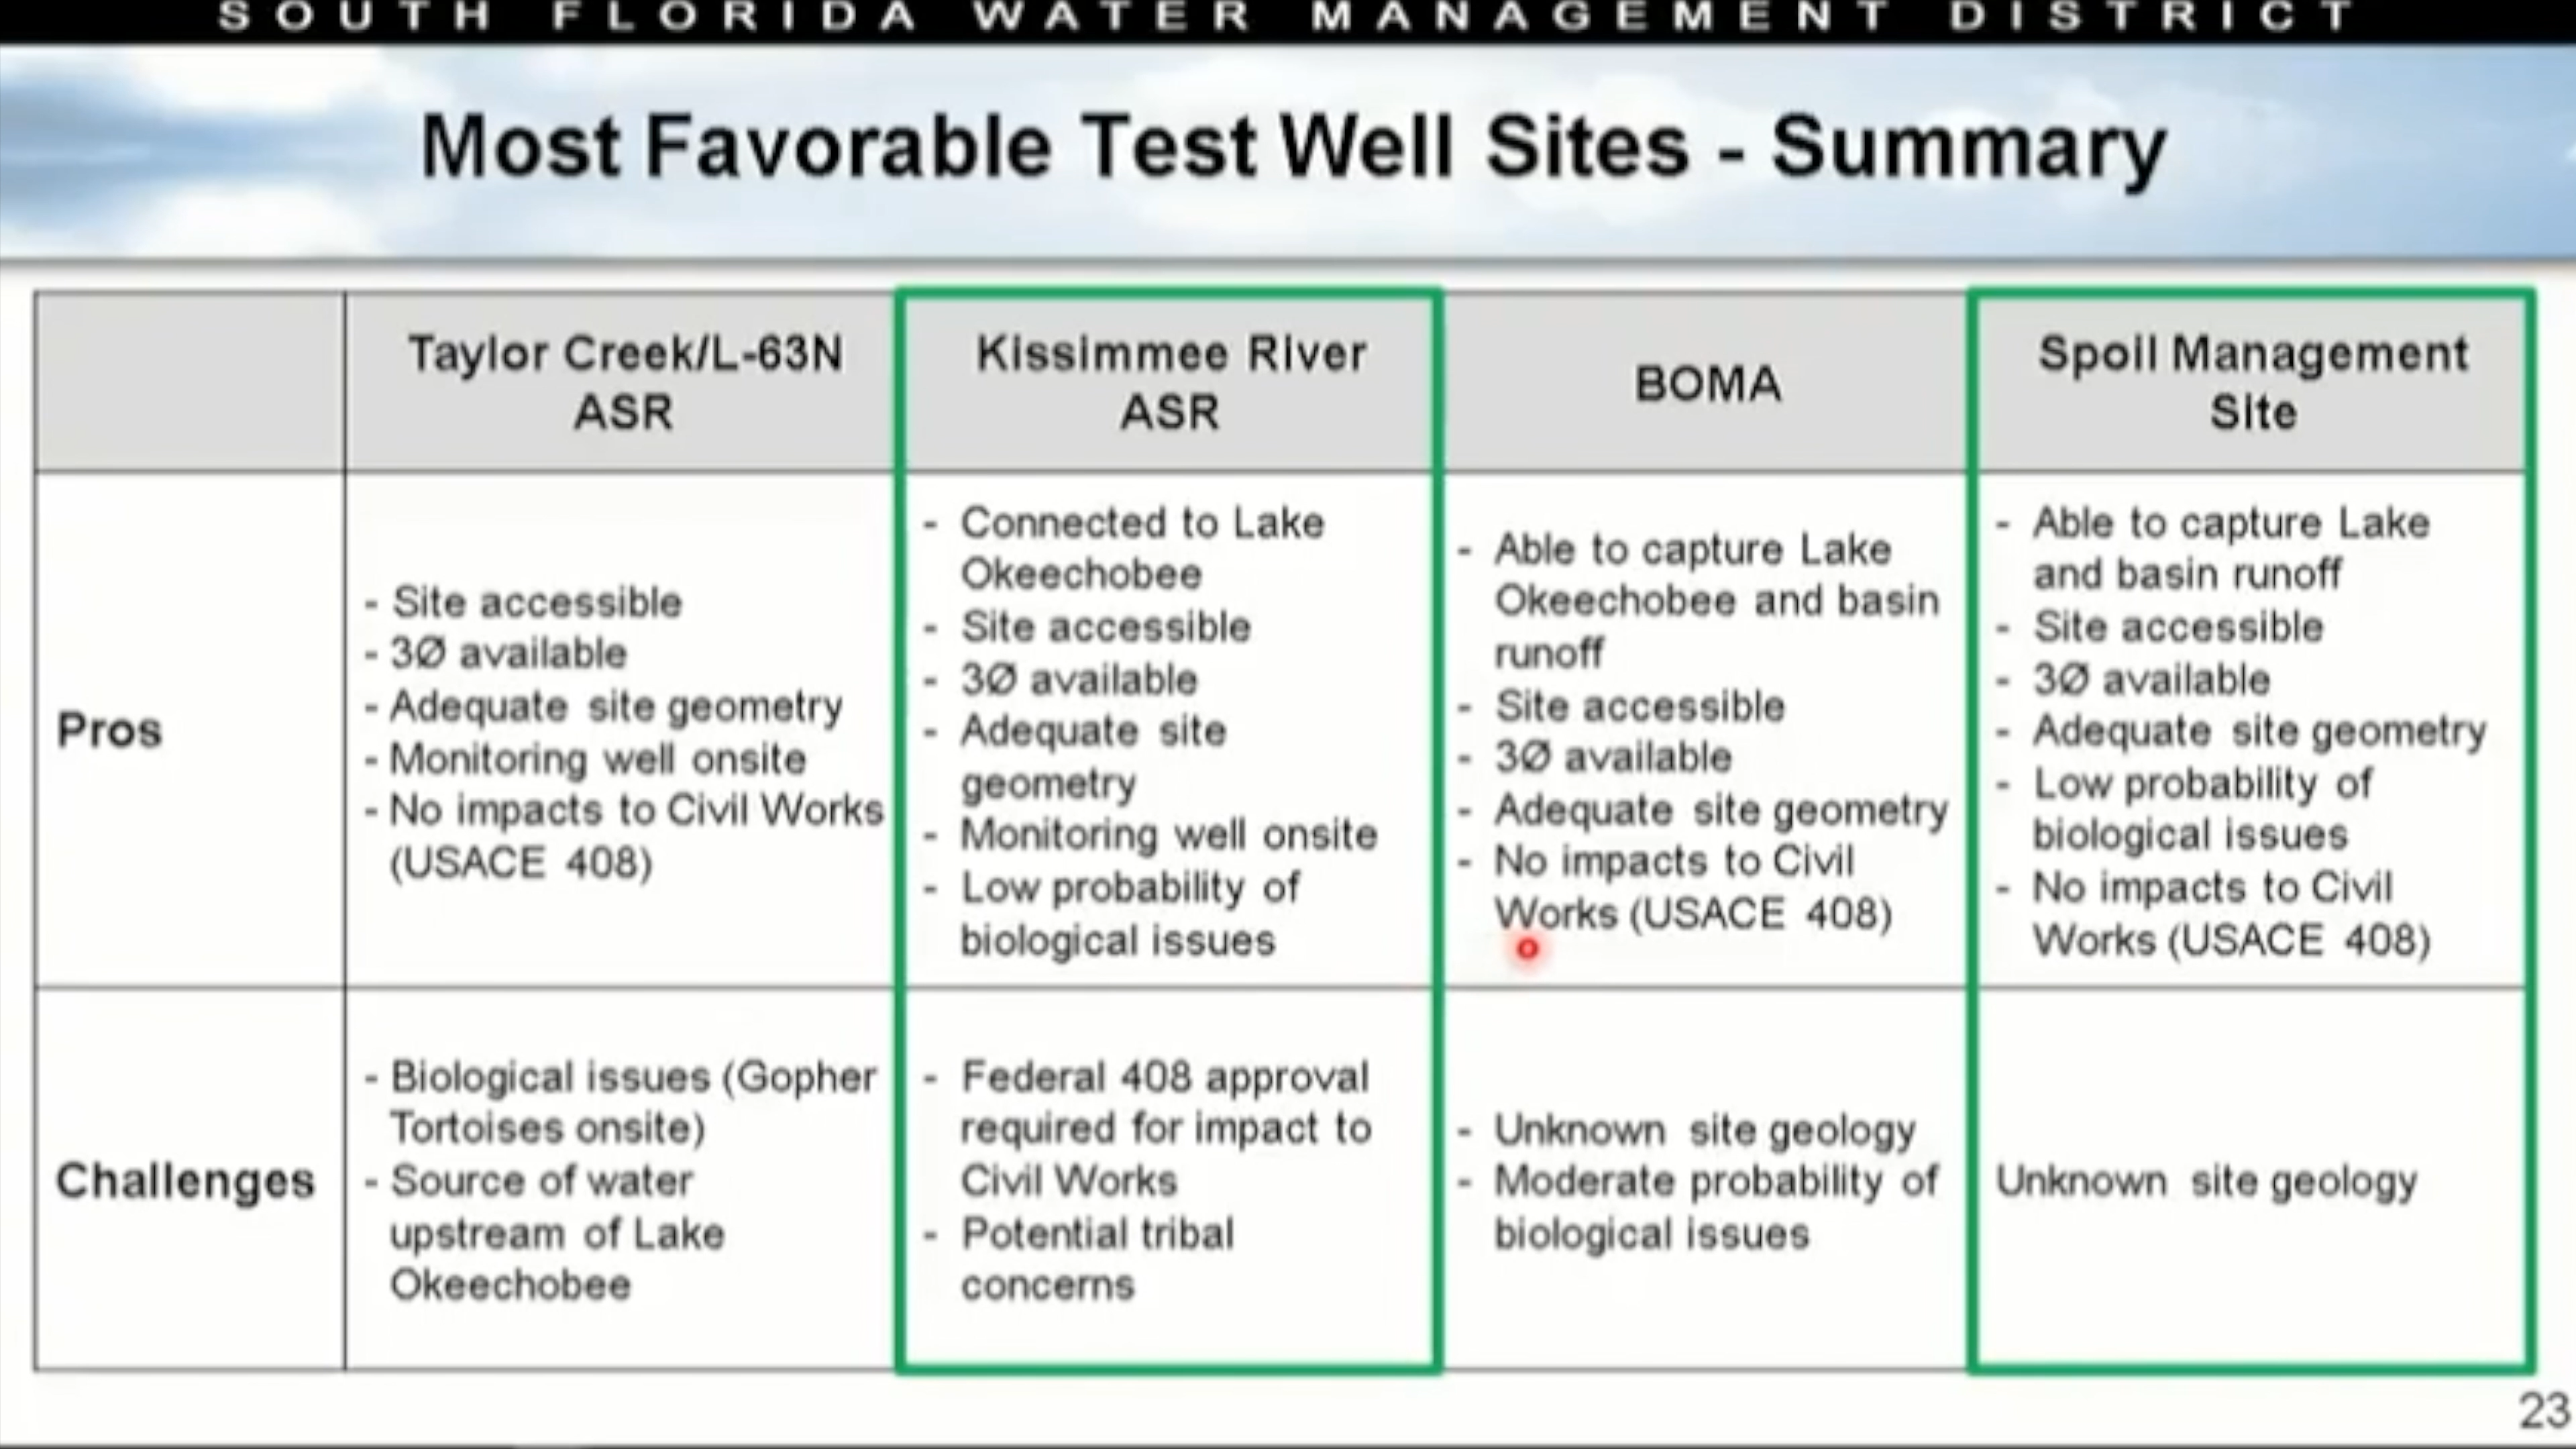 SOUTH FLORIDA WATER MANAGEMENT DISTRICT
Most Favorable Test Well Sites - Summary
Taylor Creek/L-63N
ASR
Kissimmee River
ASR
BOMA
Spoil Management
Site
Pros
- Site accessible
- 3Ø available
- Adequate site geometry
- Monitoring well onsite
- No impacts to Civil Works
(USACE 408)
- Connected to Lake
Okeechobee
- Site accessible
- 3Ø available
- Adequate site
geometry
- Monitoring well onsite
- Low probability of
biological issues
- Able to capture Lake
Okeechobee and basin
runoff
- Site accessible
- 3Ø available
- Adequate site geometry
- No impacts to Civil
Works (USACE 408)
- Able to capture Lake
and basin runoff
- Site accessible
- 3Ø available
- Adequate site geometry
- Low probability of
biological issues
- No impacts to Civil
Works (USACE 408)
Challenges
- Biological issues (Gopher
Tortoises onsite)
- Source of water
upstream of Lake
Okeechobee
- Federal 408 approval
required for impact to
Civil Works
- Potential tribal
concerns
- Unknown site geology
- Moderate probability of
biological issues
Unknown site geology
23